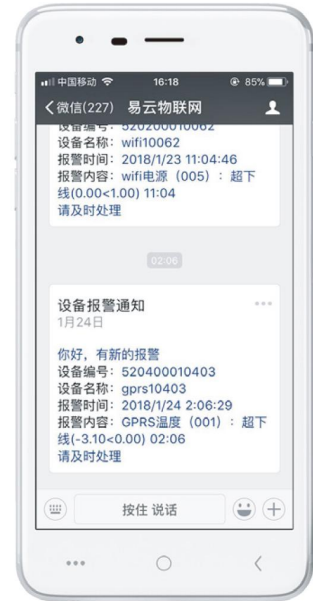 中国移动 16:18 85%
微信(227) 易云物联网
设备编号：520200010062
设备名称：wifi10062
报警时间：2018/1/23 11:04:46
报警内容：wifi电源（005）：超下
线(0.00<1.00) 11:04
请及时处理
02:06
设备报警通知
1月24日
你好，有新的报警
设备编号：520400010403
设备名称：gprs10403
报警时间：2018/1/24 2:06:29
报警内容：GPRS温度（001）：超下
线(-3.10<0.00) 02:06
请及时处理
按住 说话